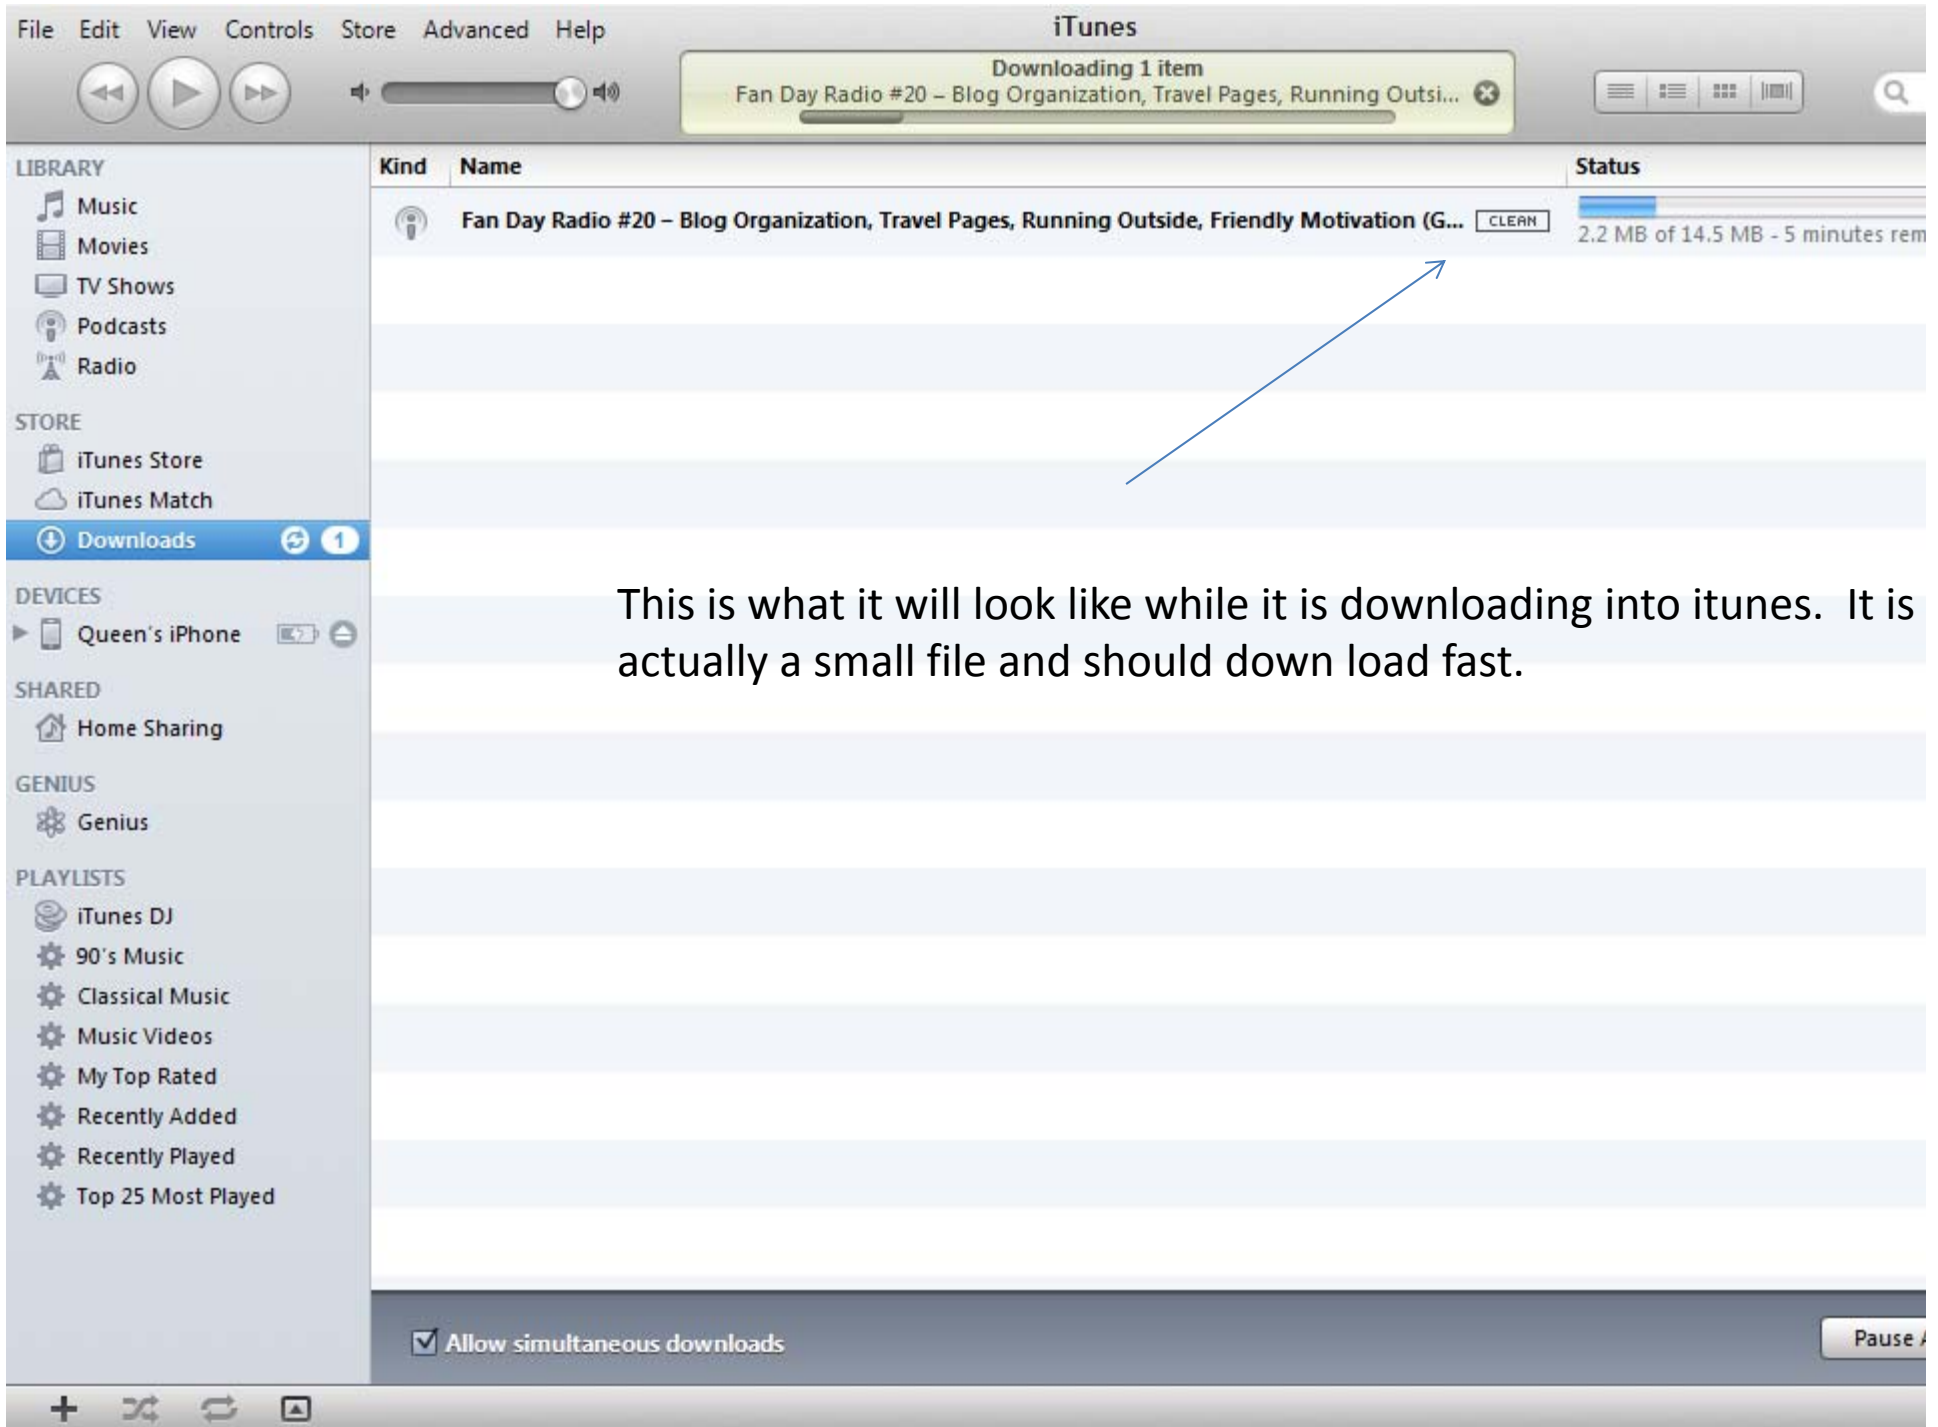 iTunes
File Edit View Controls Store Advanced Help
Downloading 1 item
Fan Day Radio #20 – Blog Organization, Travel Pages, Running Outsi...
LIBRARY
Music
Movies
TV Shows
Podcasts
Radio
STORE
iTunes Store
iTunes Match
Downloads 1
DEVICES
Queen's iPhone
SHARED
Home Sharing
GENIUS
Genius
PLAYLISTS
iTunes DJ
90's Music
Classical Music
Music Videos
My Top Rated
Recently Added
Recently Played
Top 25 Most Played
Kind Name Status
Fan Day Radio #20 – Blog Organization, Travel Pages, Running Outside, Friendly Motivation (G... CLEAN
2.2 MB of 14.5 MB - 5 minutes rem
This is what it will look like while it is downloading into itunes.  It is
actually a small file and should down load fast.
Allow simultaneous downloads
Pause